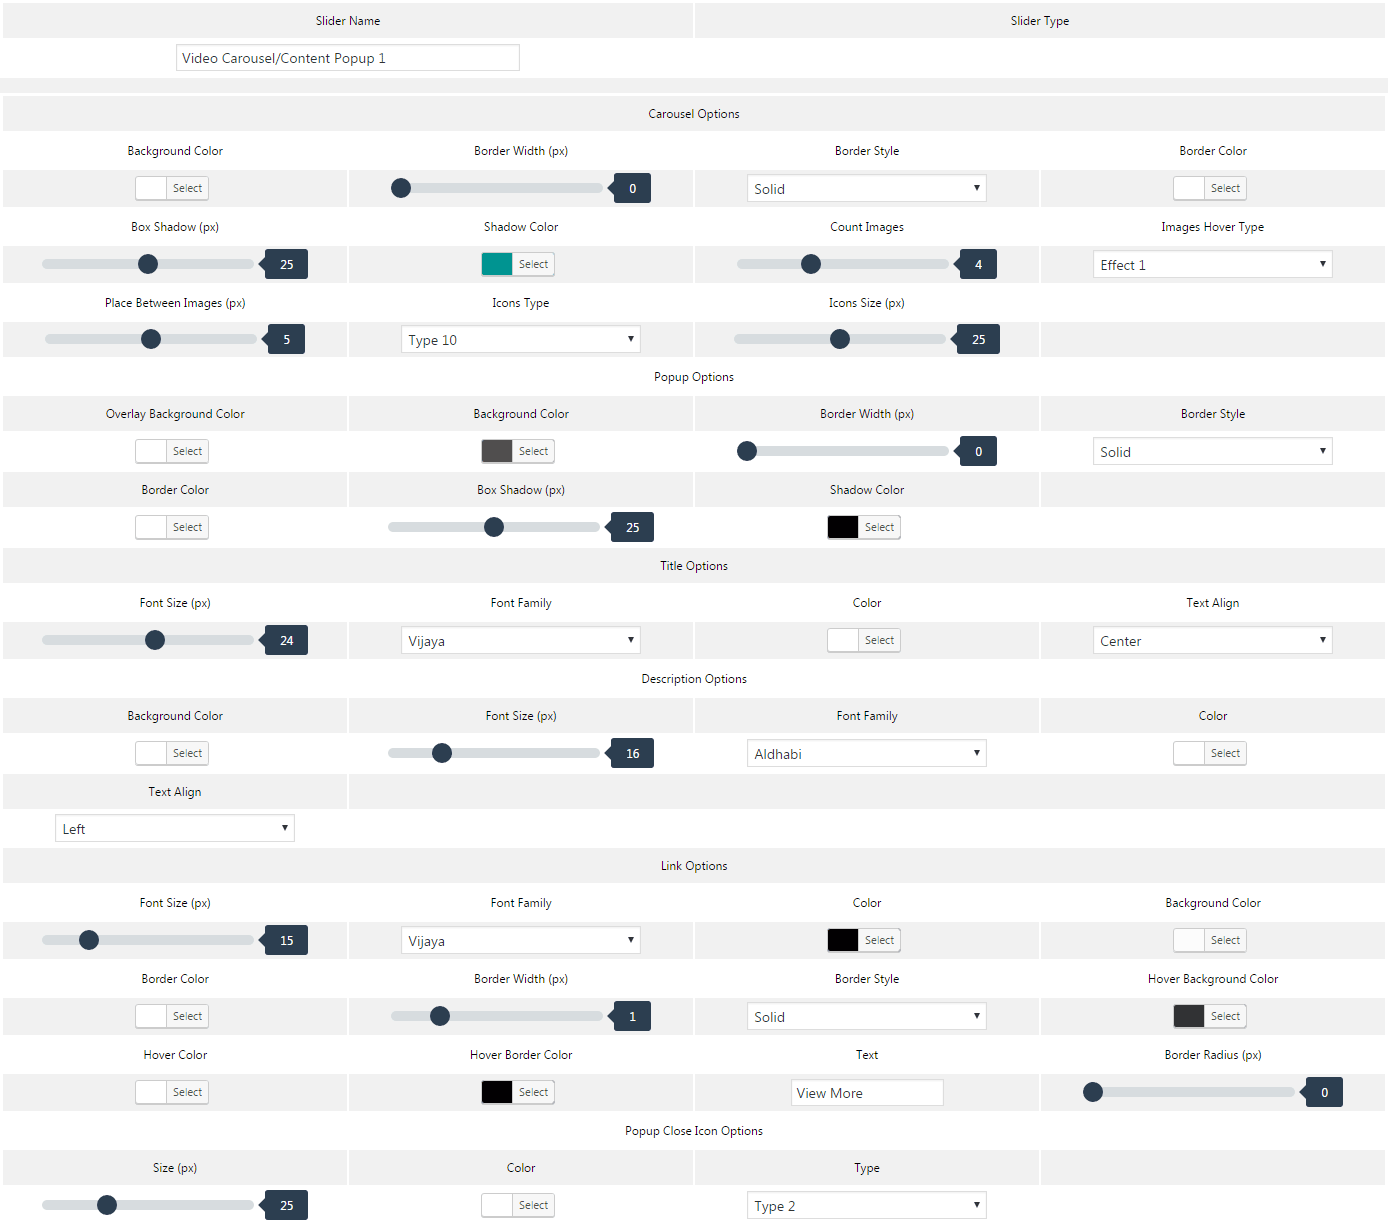 Slider Name Slider Type
Video Carousel/Content Popup 1
Carousel Options
Background Color Border Width (px) Border Style Border Color
Select 0 Solid Select
Box Shadow (px) Shadow Color Count Images Images Hover Type
25 Select 4 Effect 1
Place Between Images (px) Icons Type Icons Size (px)
5 Type 10 25
Popup Options
Overlay Background Color Background Color Border Width (px) Border Style
Select Select 0 Solid
Border Color Box Shadow (px) Shadow Color
Select 25 Select
Title Options
Font Size (px) Font Family Color Text Align
24 Vijaya Select Center
Description Options
Background Color Font Size (px) Font Family Color
Select 16 Aldhabi Select
Text Align
Left
Link Options
Font Size (px) Font Family Color Background Color
15 Vijaya Select Select
Border Color Border Width (px) Border Style Hover Background Color
Select 1 Solid Select
Hover Color Hover Border Color Text Border Radius (px)
Select Select View More 0
Popup Close Icon Options
Size (px) Color Type
25 Select Type 2